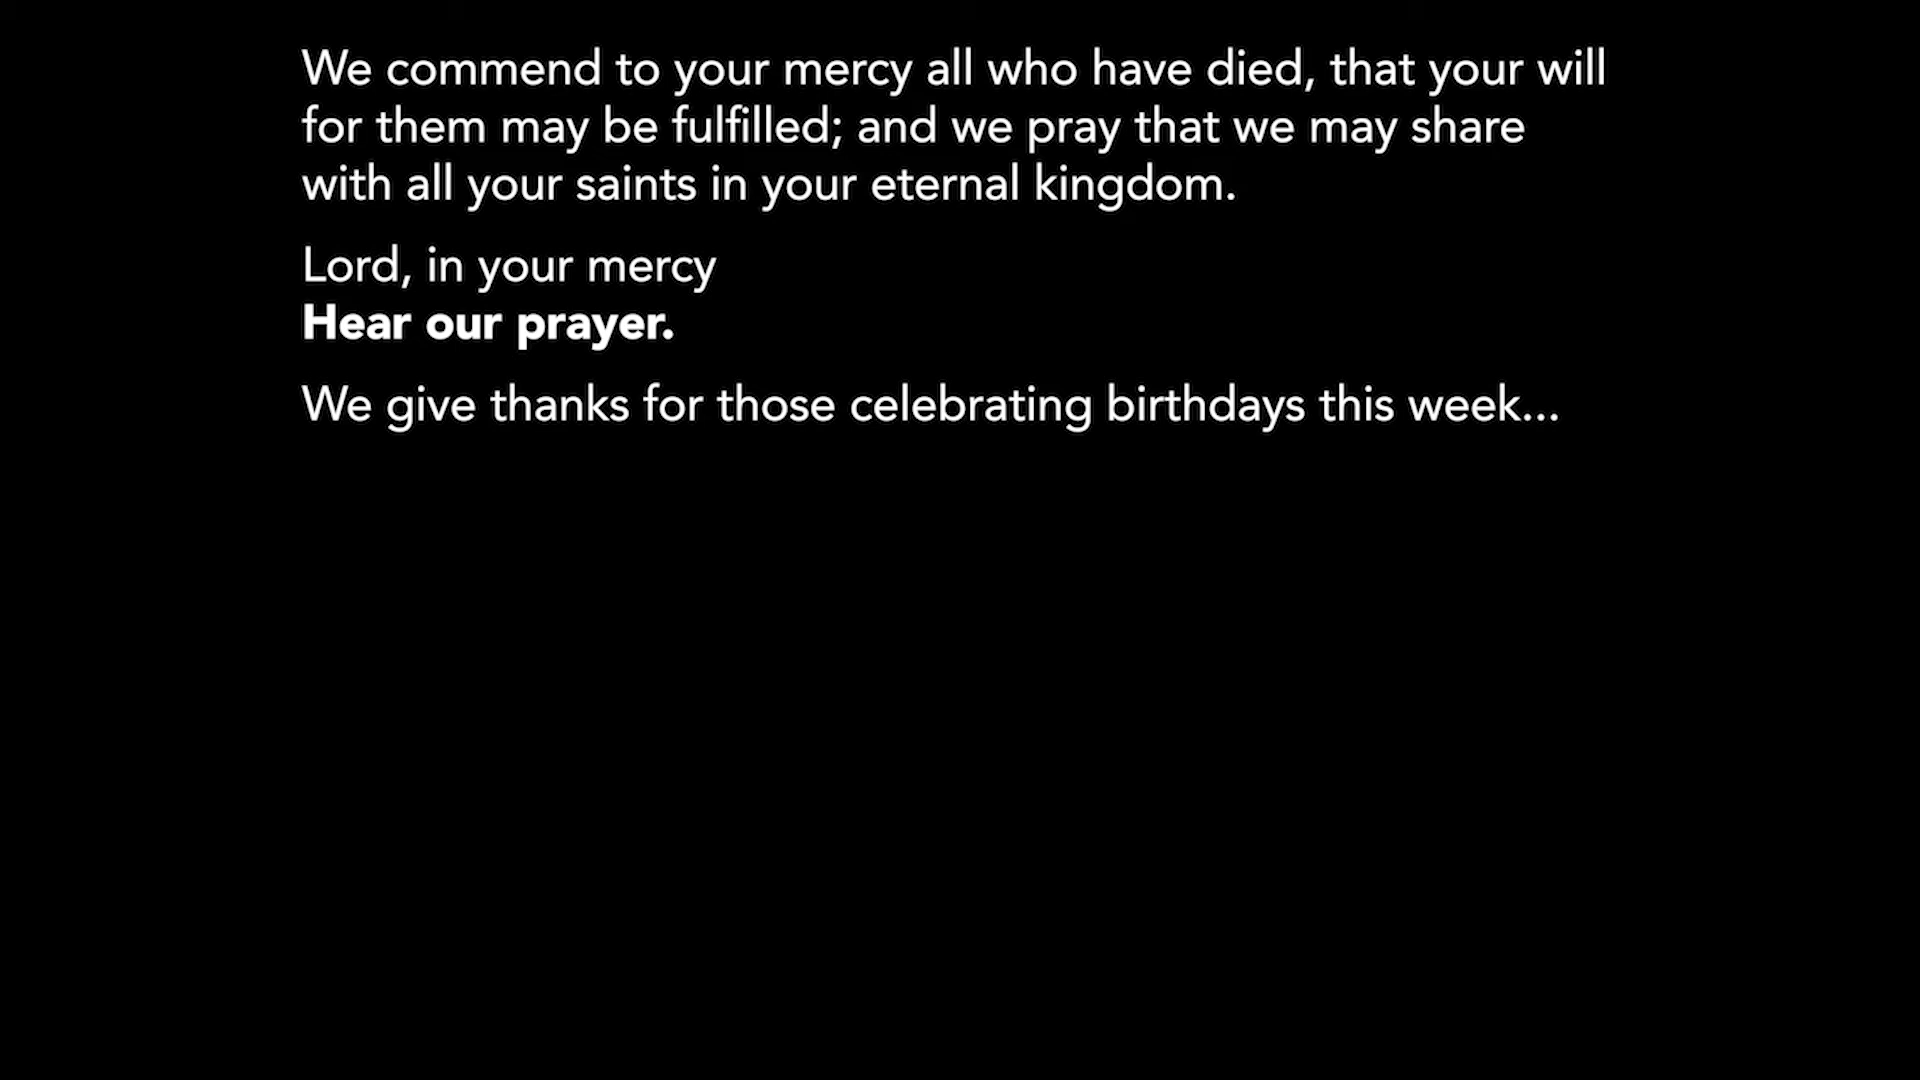 We commend to your mercy all who have died, that your will
for them may be fulfilled; and we pray that we may share
with all your saints in your eternal kingdom.
Lord, in your mercy
Hear our prayer.
We give thanks for those celebrating birthdays this week...